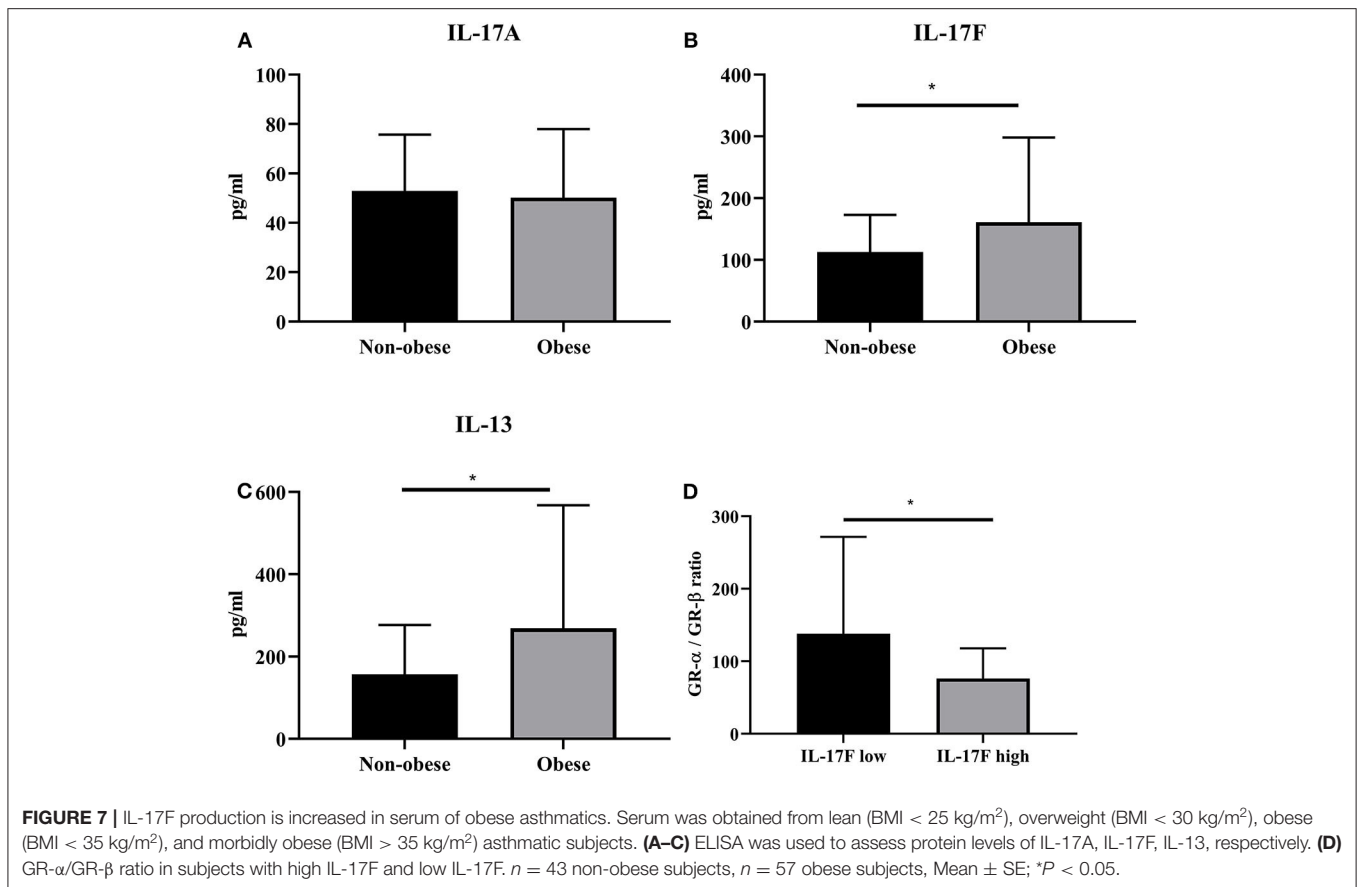 A
IL-17A
pg/ml
100
80
60
40
20
0
Non-obese
Obese
B
IL-17F
*
pg/ml
400
300
200
100
0
Non-obese
Obese
IL-13
C
*
pg/ml
600
400
200
0
Non-obese
Obese
D
*
GR-α / GR-β ratio
300
200
100
0
IL-17F low
IL-17F high
FIGURE 7 | IL-17F production is increased in serum of obese asthmatics. Serum was obtained from lean (BMI < 25 kg/m²), overweight (BMI < 30 kg/m²), obese
(BMI < 35 kg/m²), and morbidly obese (BMI > 35 kg/m²) asthmatic subjects. (A–C) ELISA was used to assess protein levels of IL-17A, IL-17F, IL-13, respectively. (D)
GR-α/GR-β ratio in subjects with high IL-17F and low IL-17F. n = 43 non-obese subjects, n = 57 obese subjects, Mean ± SE; *P < 0.05.